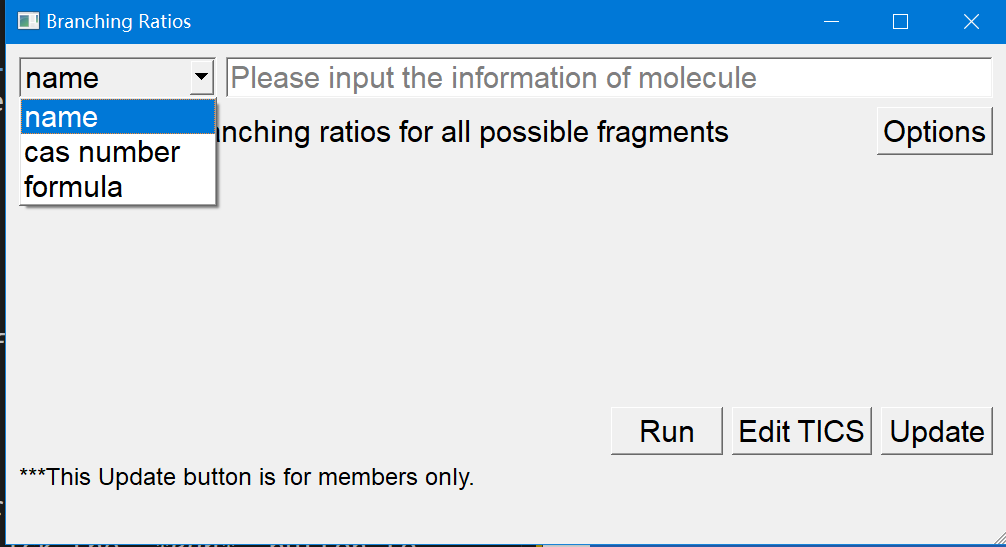 Branching Ratios
name
Please input the information of molecule
name
anching ratios for all possible fragments
Options
cas number
formula
Run
Edit TICS
Update
***This Update button is for members only.